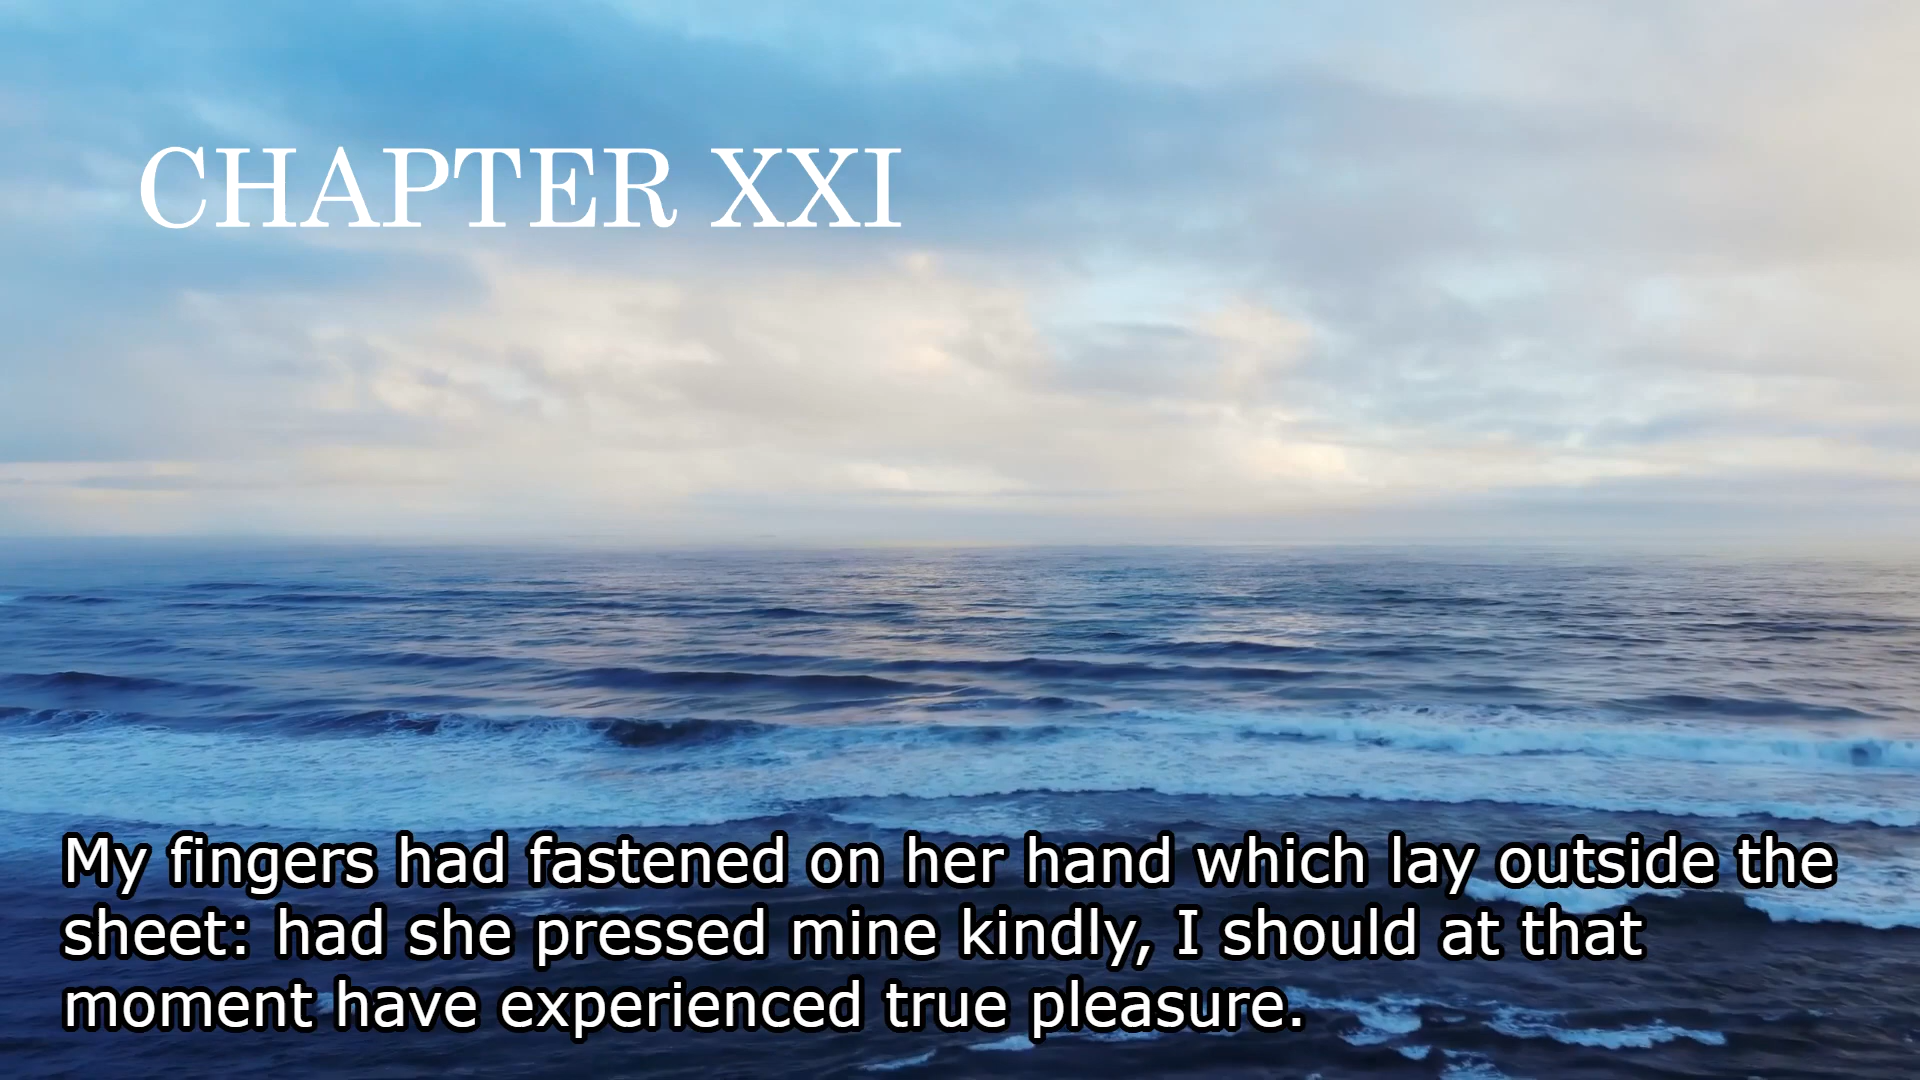 CHAPTER XXI
My fingers had fastened on her hand which lay outside the
sheet: had she pressed mine kindly, I should at that
moment have experienced true pleasure.